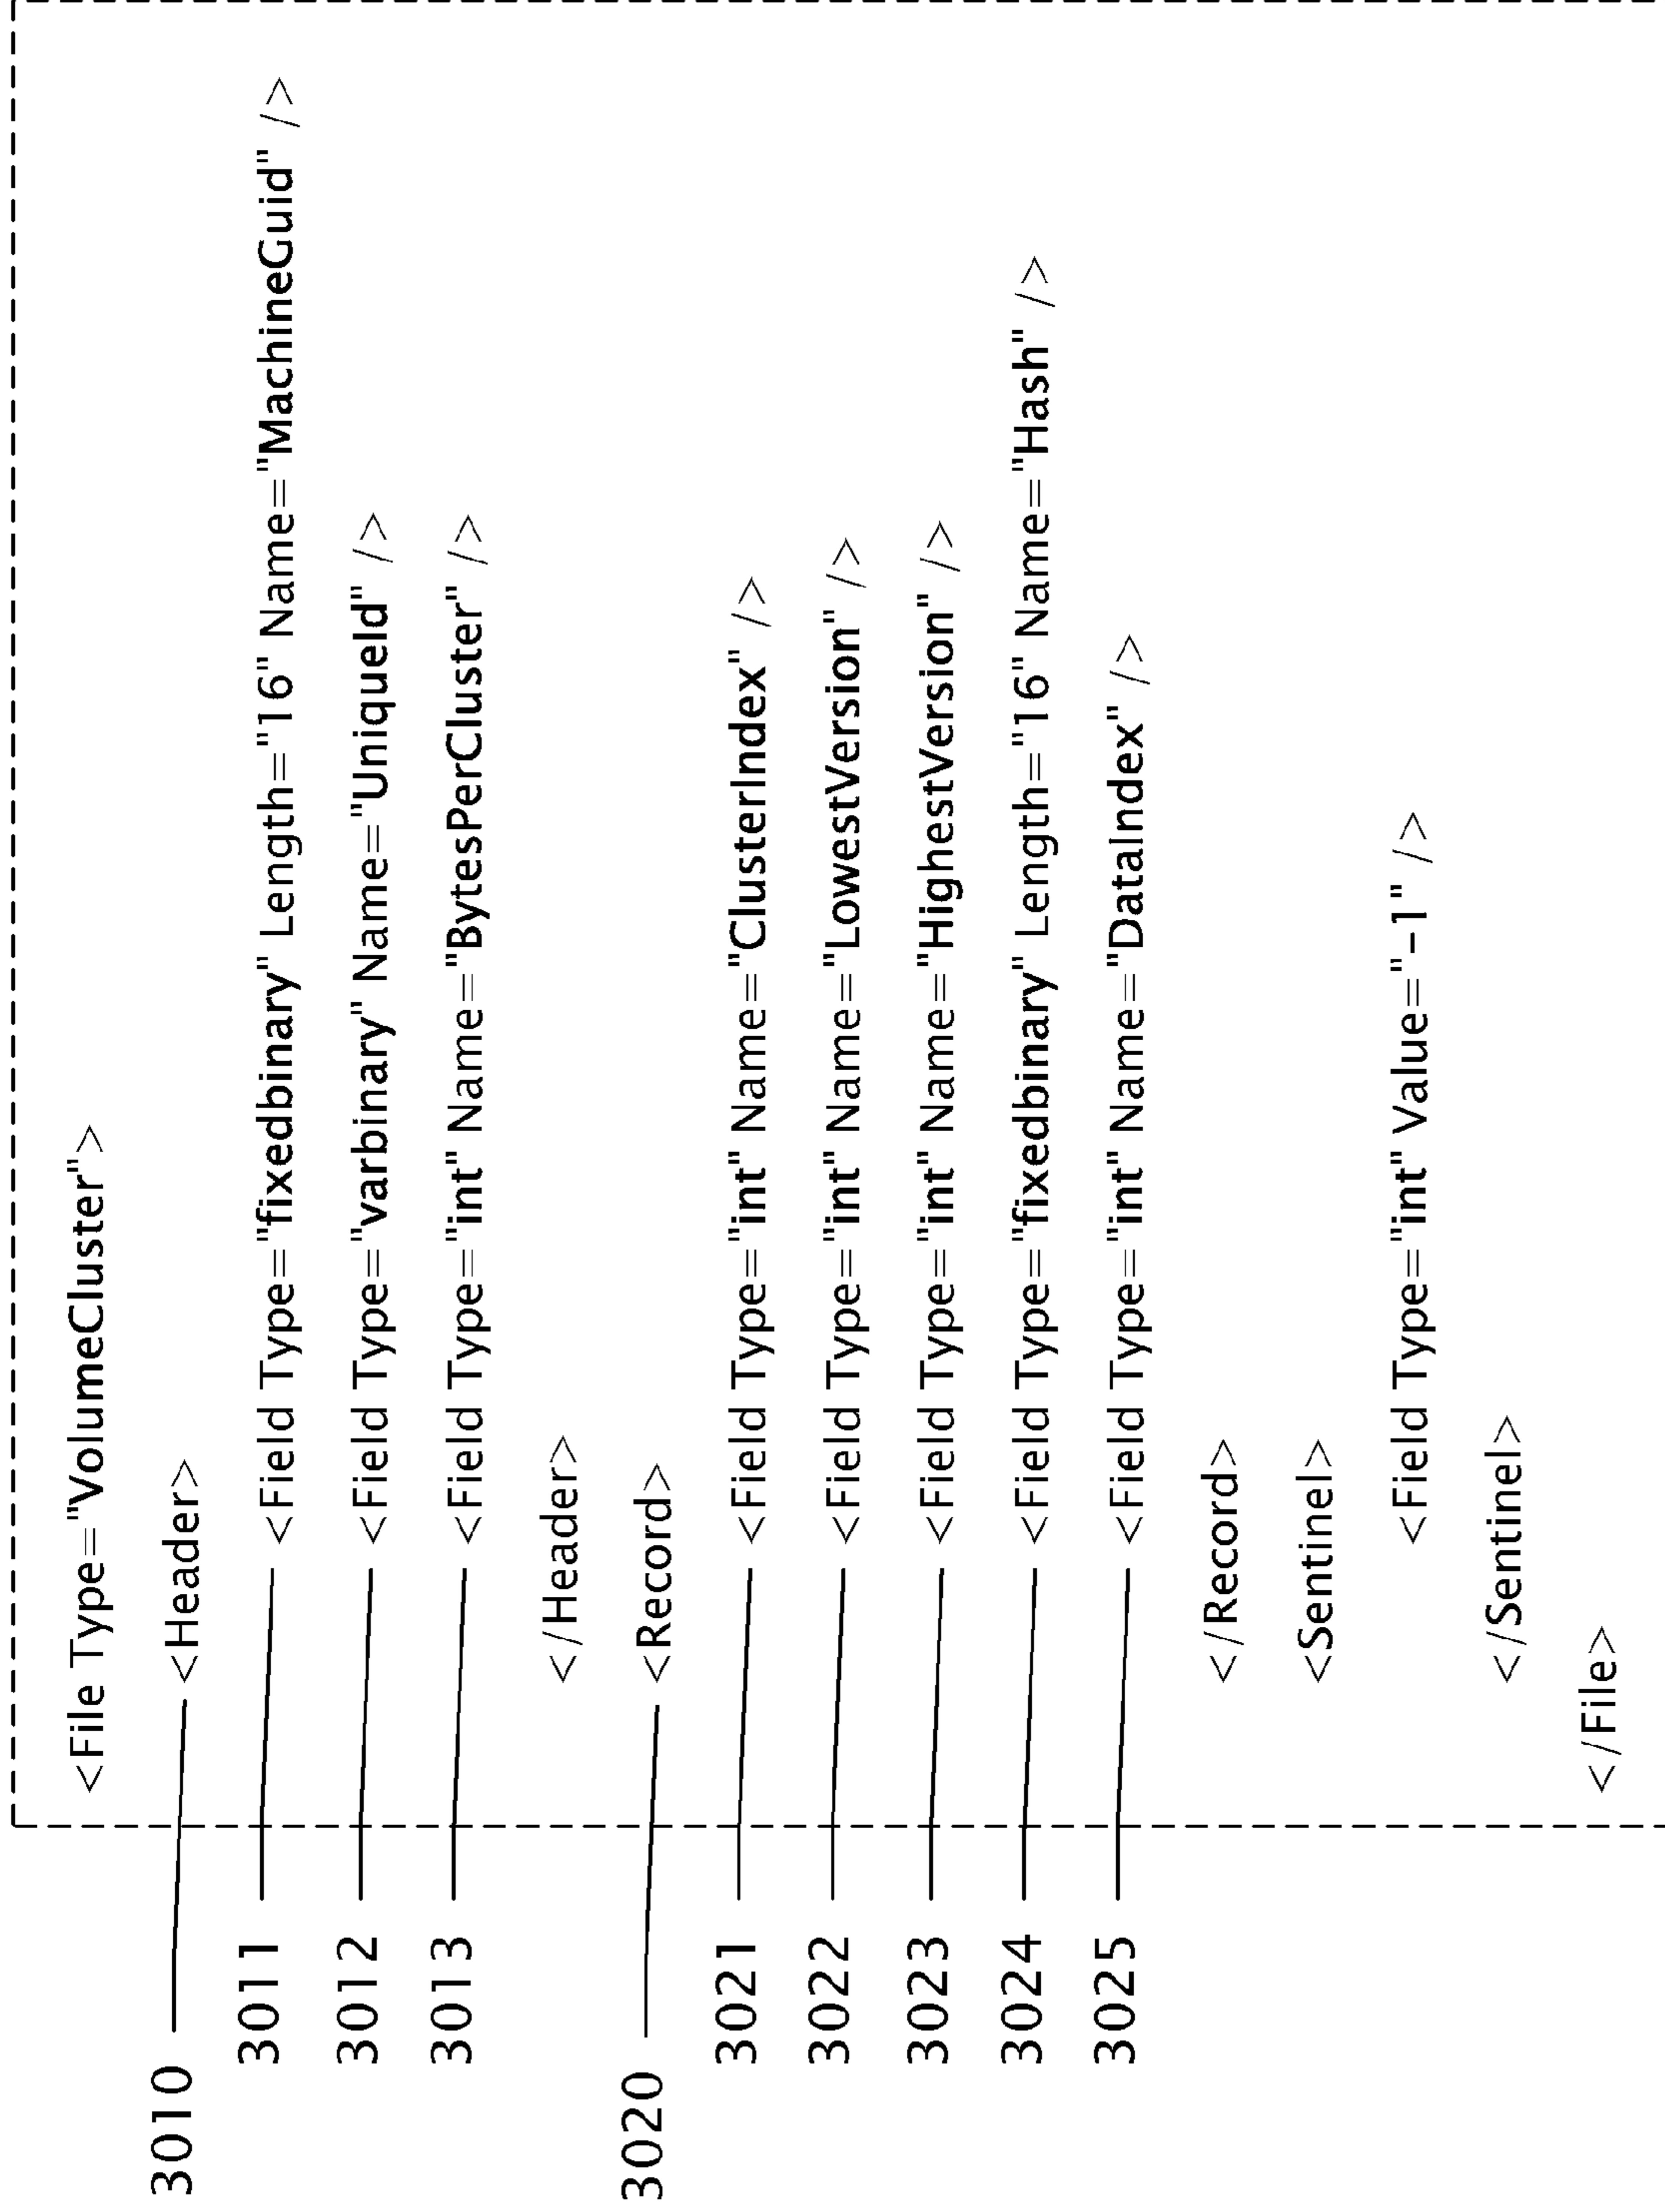 <File Type="VolumeCluster">
3010 <Header>
3011 <Field Type="fixedbinary" Length="16" Name="MachineGuid" />
3012 <Field Type="varbinary" Name="UniqueId" />
3013 <Field Type="int" Name="BytesPerCluster" />
</Header>
3020 <Record>
3021 <Field Type="int" Name="ClusterIndex" />
3022 <Field Type="int" Name="LowestVersion" />
3023 <Field Type="int" Name="HighestVersion" />
3024 <Field Type="fixedbinary" Length="16" Name="Hash" />
3025 <Field Type="int" Name="DataIndex" />
</Record>
<Sentinel>
<Field Type="int" Value="-1" />
</Sentinel>
</File>